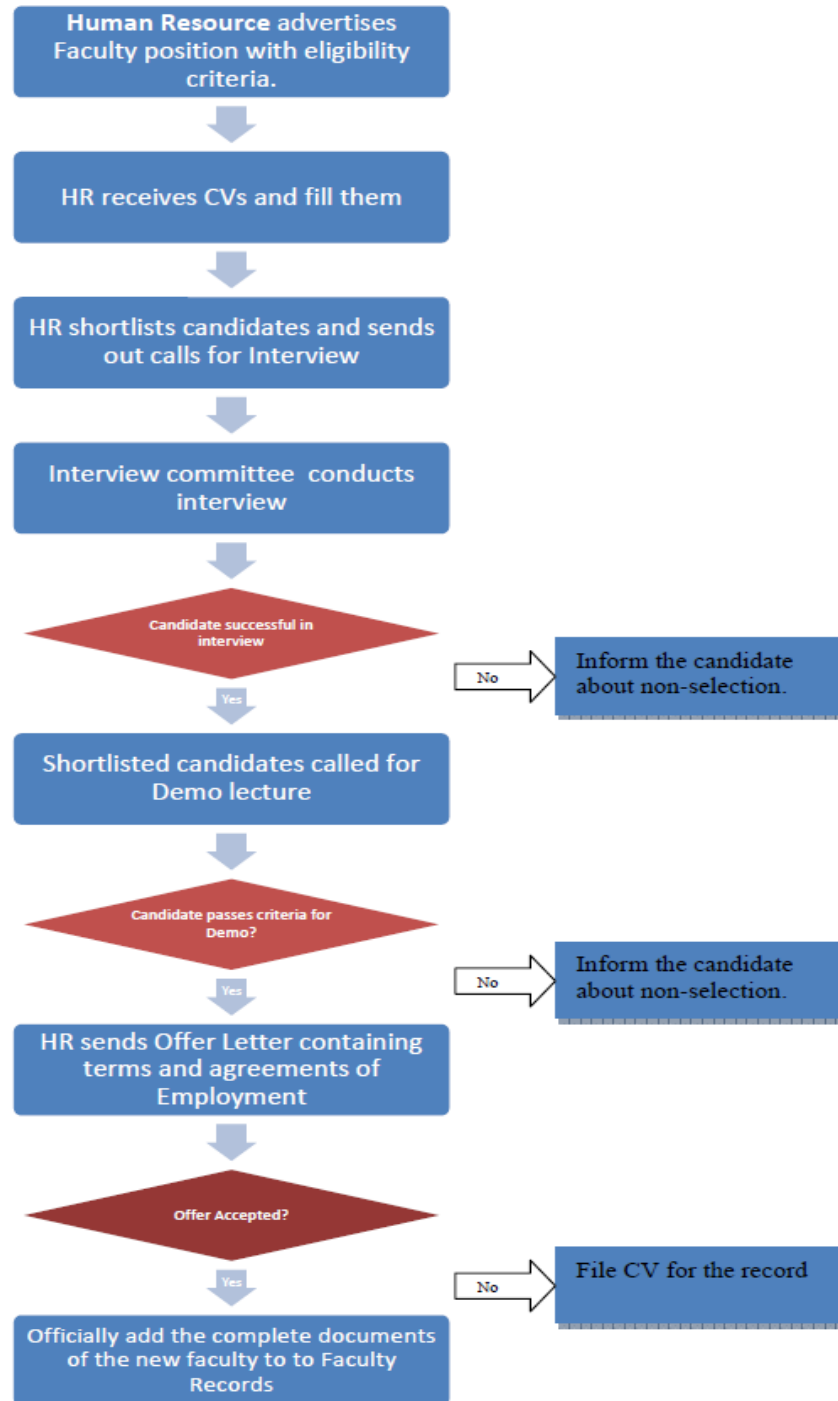 Human Resource advertises
Faculty position with eligibility
criteria.
HR receives CVs and fill them
HR shortlists candidates and sends
out calls for Interview
Interview committee  conducts
interview
Candidate successful in
interview
No
Inform the candidate
about non-selection.
Yes
Shortlisted candidates called for
Demo lecture
Candidate passes criteria for
Demo?
No
Inform the candidate
about non-selection.
Yes
HR sends Offer Letter containing
terms and agreements of
Employment
Offer Accepted?
No
File CV for the record
Yes
Officially add the complete documents
of the new faculty to to Faculty
Records